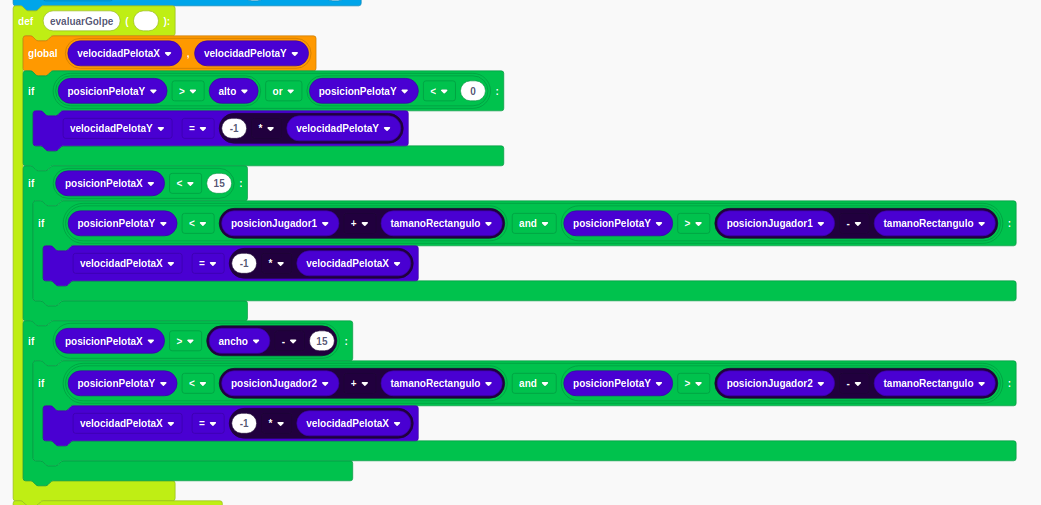 def evaluarGolpe ( ):
global velocidadPelotaX , velocidadPelotaY
if posicionPelotaY > alto or posicionPelotaY < 0 :
velocidadPelotaY = -1 * velocidadPelotaY
if posicionPelotaX < 15 :
if posicionPelotaY < posicionJugador1 + tamanoRectangulo and posicionPelotaY > posicionJugador1 - tamanoRectangulo :
velocidadPelotaX = -1 * velocidadPelotaX
if posicionPelotaX > ancho - 15 :
if posicionPelotaY < posicionJugador2 + tamanoRectangulo and posicionPelotaY > posicionJugador2 - tamanoRectangulo :
velocidadPelotaX = -1 * velocidadPelotaX